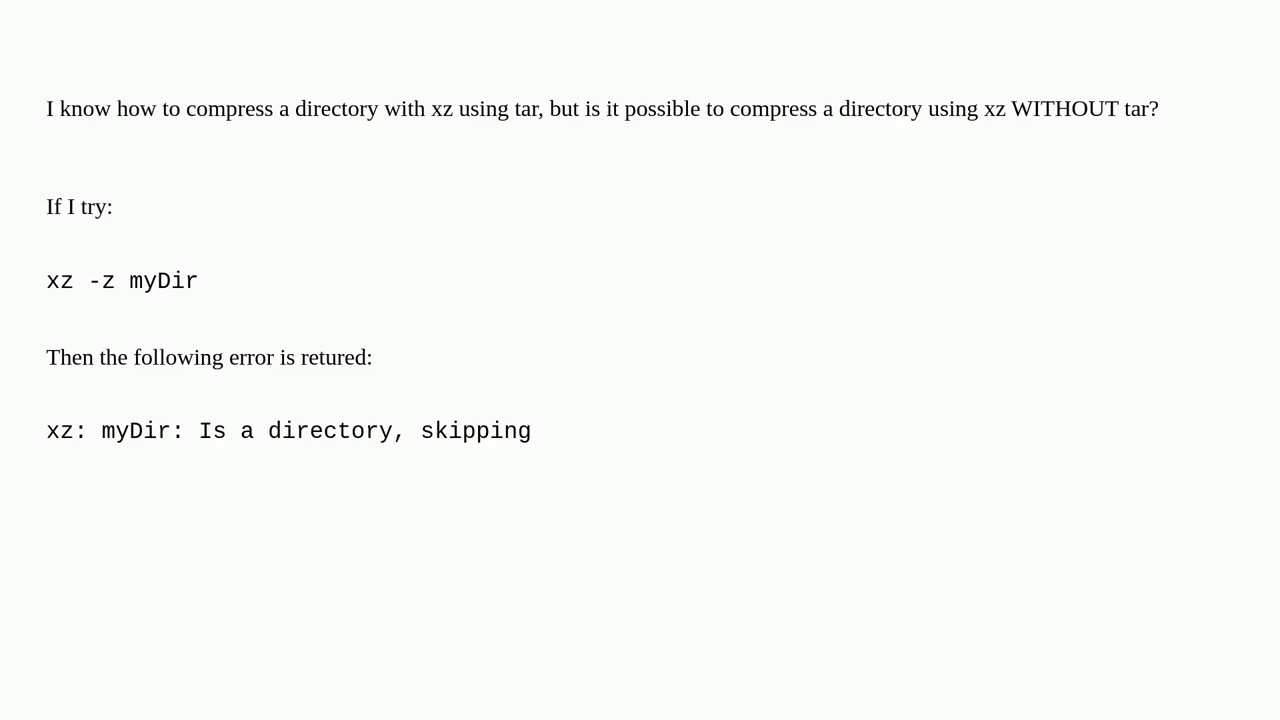 I know how to compress a directory with xz using tar, but is it possible to compress a directory using xz WITHOUT tar?
If I try:
xz -z myDir
Then the following error is retured:
xz: myDir: Is a directory, skipping